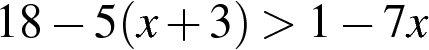 18 − 5(x + 3) > 1 − 7x